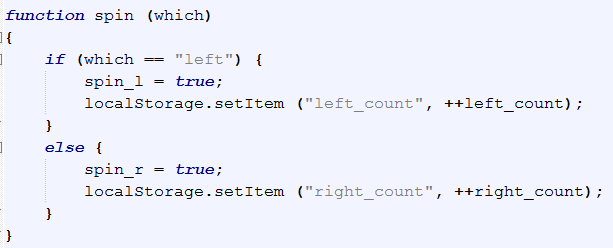 function spin (which)
{
if (which == "left") {
spin_l = true;
localStorage.setItem ("left_count", ++left_count);
}
else {
spin_r = true;
localStorage.setItem ("right_count", ++right_count);
}
}